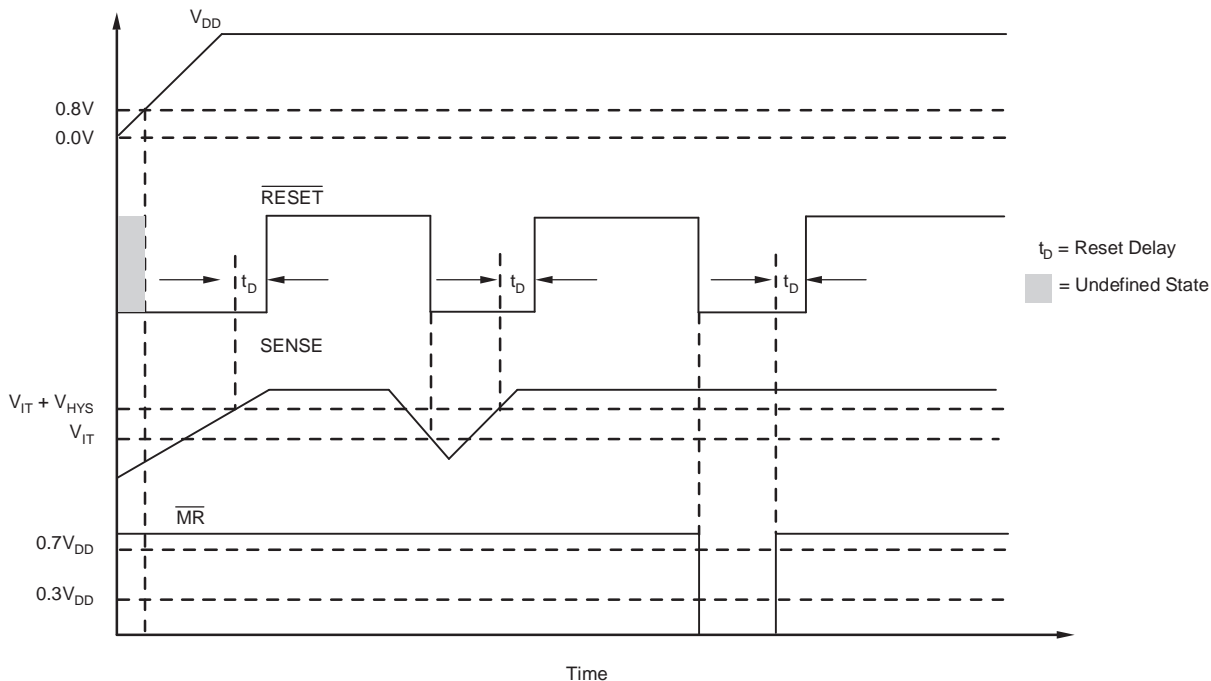 V_DD
0.8V
0.0V
RESET
t_D
t_D
t_D
t_D = Reset Delay
= Undefined State
SENSE
V_IT + V_HYS
V_IT
MR
0.7V_DD
0.3V_DD
Time